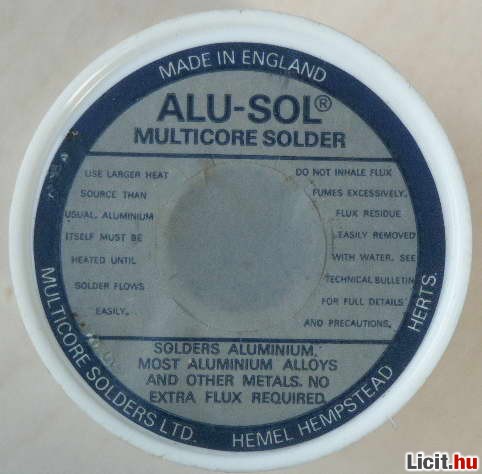 MADE IN ENGLAND
ALU-SOL®
MULTICORE SOLDER
USE LARGER HEAT
SOURCE THAN
USUAL. ALUMINIUM
ITSELF MUST BE
HEATED UNTIL
SOLDER FLOWS
EASILY.
DO NOT INHALE FLUX
FUMES EXCESSIVELY.
FLUX RESIDUE
EASILY REMOVED
WITH WATER. SEE
TECHNICAL BULLETIN
FOR FULL DETAILS
AND PRECAUTIONS.
SOLDERS ALUMINIUM,
MOST ALUMINIUM ALLOYS
AND OTHER METALS. NO
EXTRA FLUX REQUIRED.
MULTICORE SOLDERS LTD.
HEMEL HEMPSTEAD
HERTS.
Licit.hu